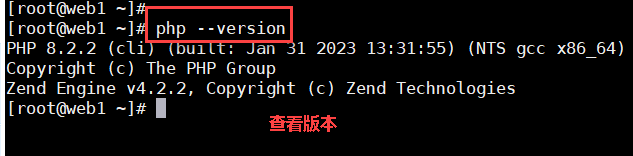 [root@web1 ~]#
[root@web1 ~]# php --version
PHP 8.2.2 (cli) (built: Jan 31 2023 13:31:55) (NTS gcc x86_64)
Copyright (c) The PHP Group
Zend Engine v4.2.2, Copyright (c) Zend Technologies
[root@web1 ~]#
查看版本